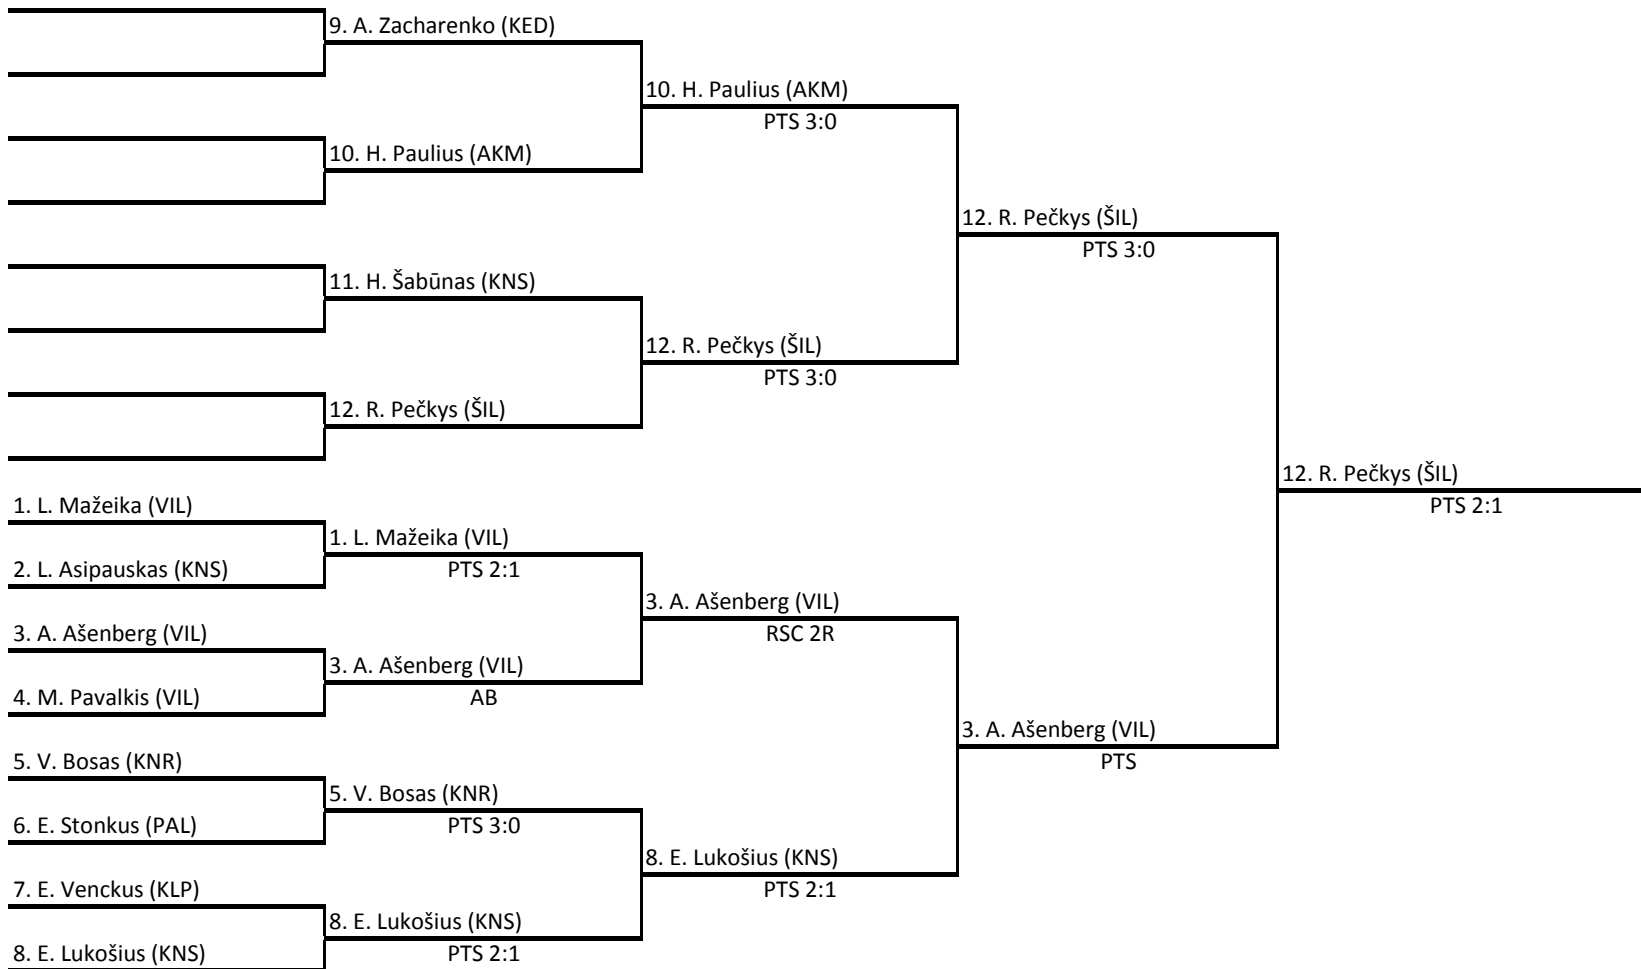 9. A. Zacharenko (KED)
10. H. Paulius (AKM)
PTS 3:0
10. H. Paulius (AKM)
12. R. Pečkys (ŠIL)
PTS 3:0
11. H. Šabūnas (KNS)
12. R. Pečkys (ŠIL)
PTS 3:0
12. R. Pečkys (ŠIL)
12. R. Pečkys (ŠIL)
PTS 2:1
1. L. Mažeika (VIL)
1. L. Mažeika (VIL)
PTS 2:1
2. L. Asipauskas (KNS)
3. A. Ašenberg (VIL)
RSC 2R
3. A. Ašenberg (VIL)
3. A. Ašenberg (VIL)
AB
4. M. Pavalkis (VIL)
3. A. Ašenberg (VIL)
PTS
5. V. Bosas (KNR)
5. V. Bosas (KNR)
PTS 3:0
6. E. Stonkus (PAL)
8. E. Lukošius (KNS)
PTS 2:1
7. E. Venckus (KLP)
8. E. Lukošius (KNS)
PTS 2:1
8. E. Lukošius (KNS)